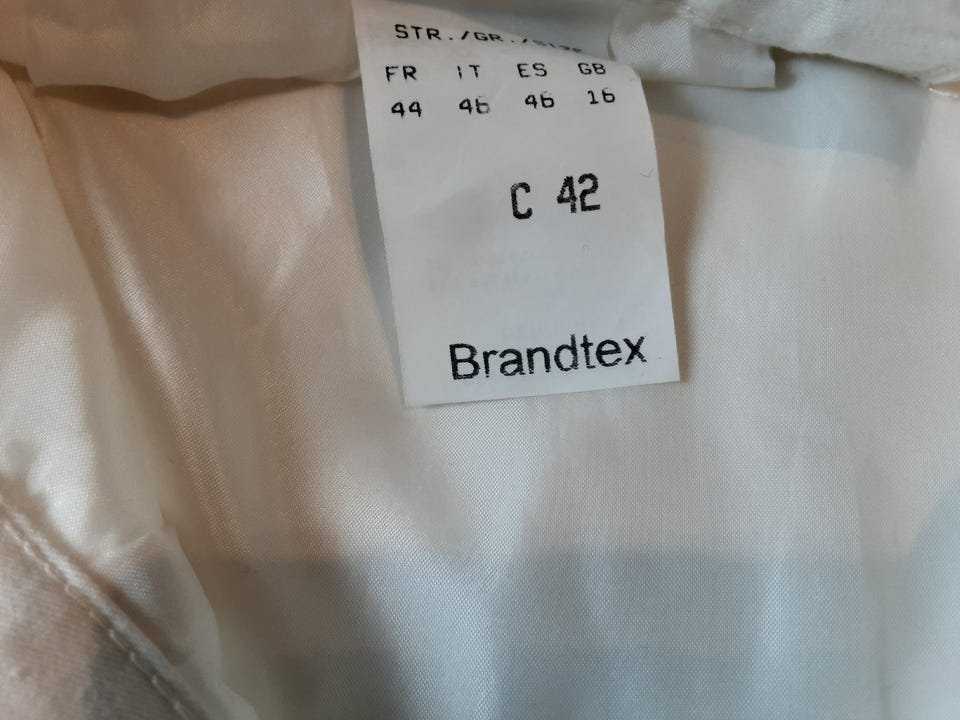 STR./GR./SIZE
FR IT ES GB
44 46 46 16
C 42
Brandtex